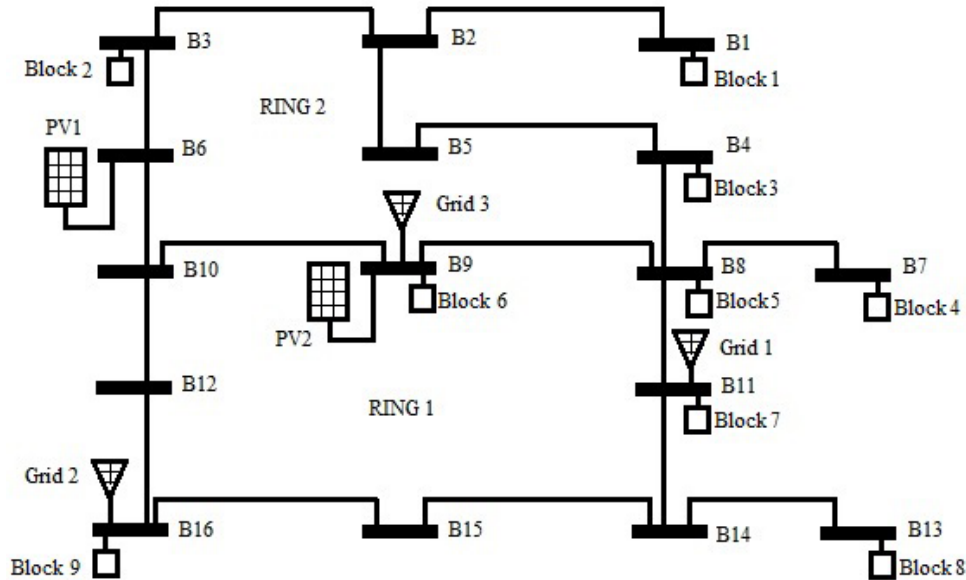 B3
B2
B1
Block 2
Block 1
RING 2
PV1
B6
B5
B4
Block 3
Grid 3
B10
B9
B8
B7
PV2
Block 6
Block 5
Block 4
Grid 1
B12
B11
RING 1
Block 7
Grid 2
B16
B15
B14
B13
Block 9
Block 8